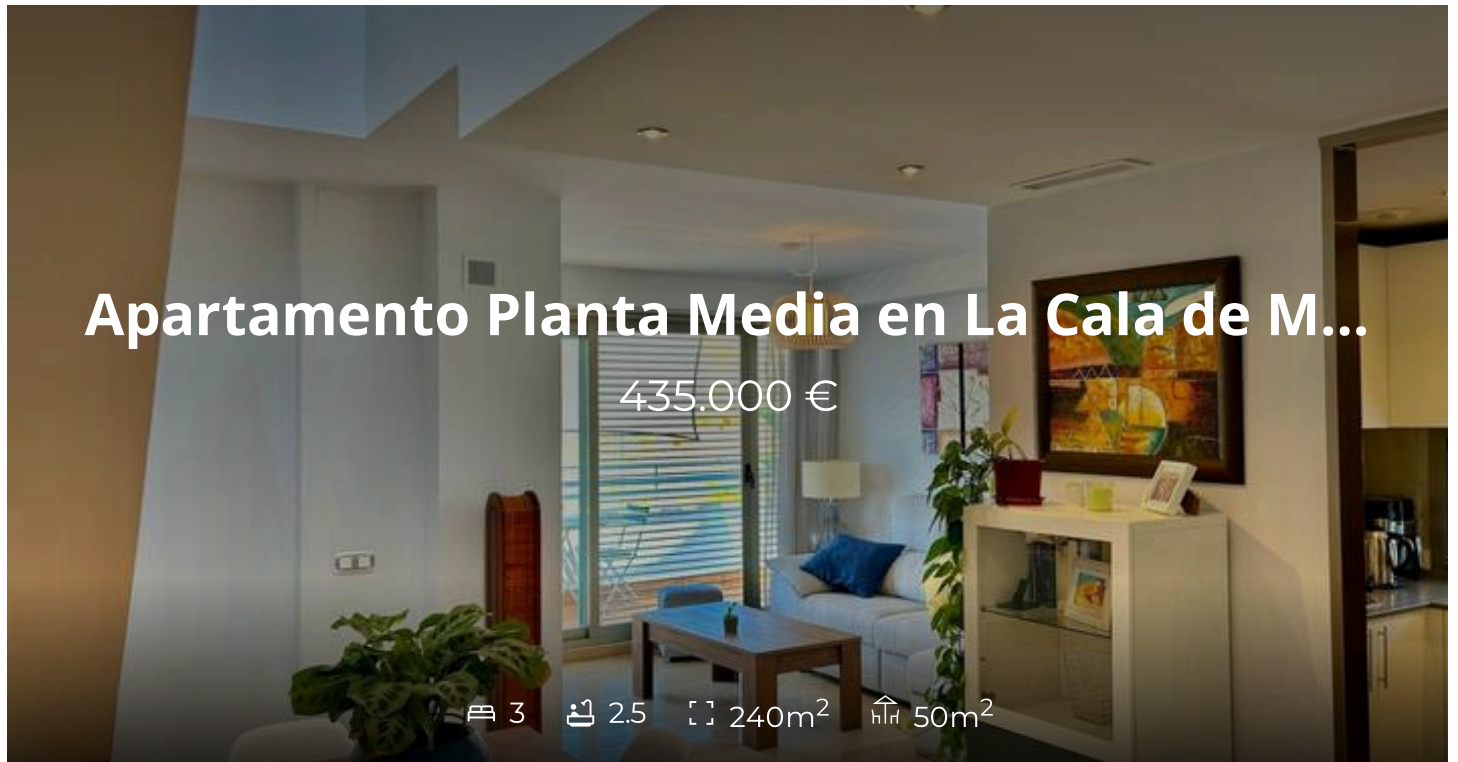 Apartamento Planta Media en La Cala de M...
435.000 €
3 2.5 240m² 50m²